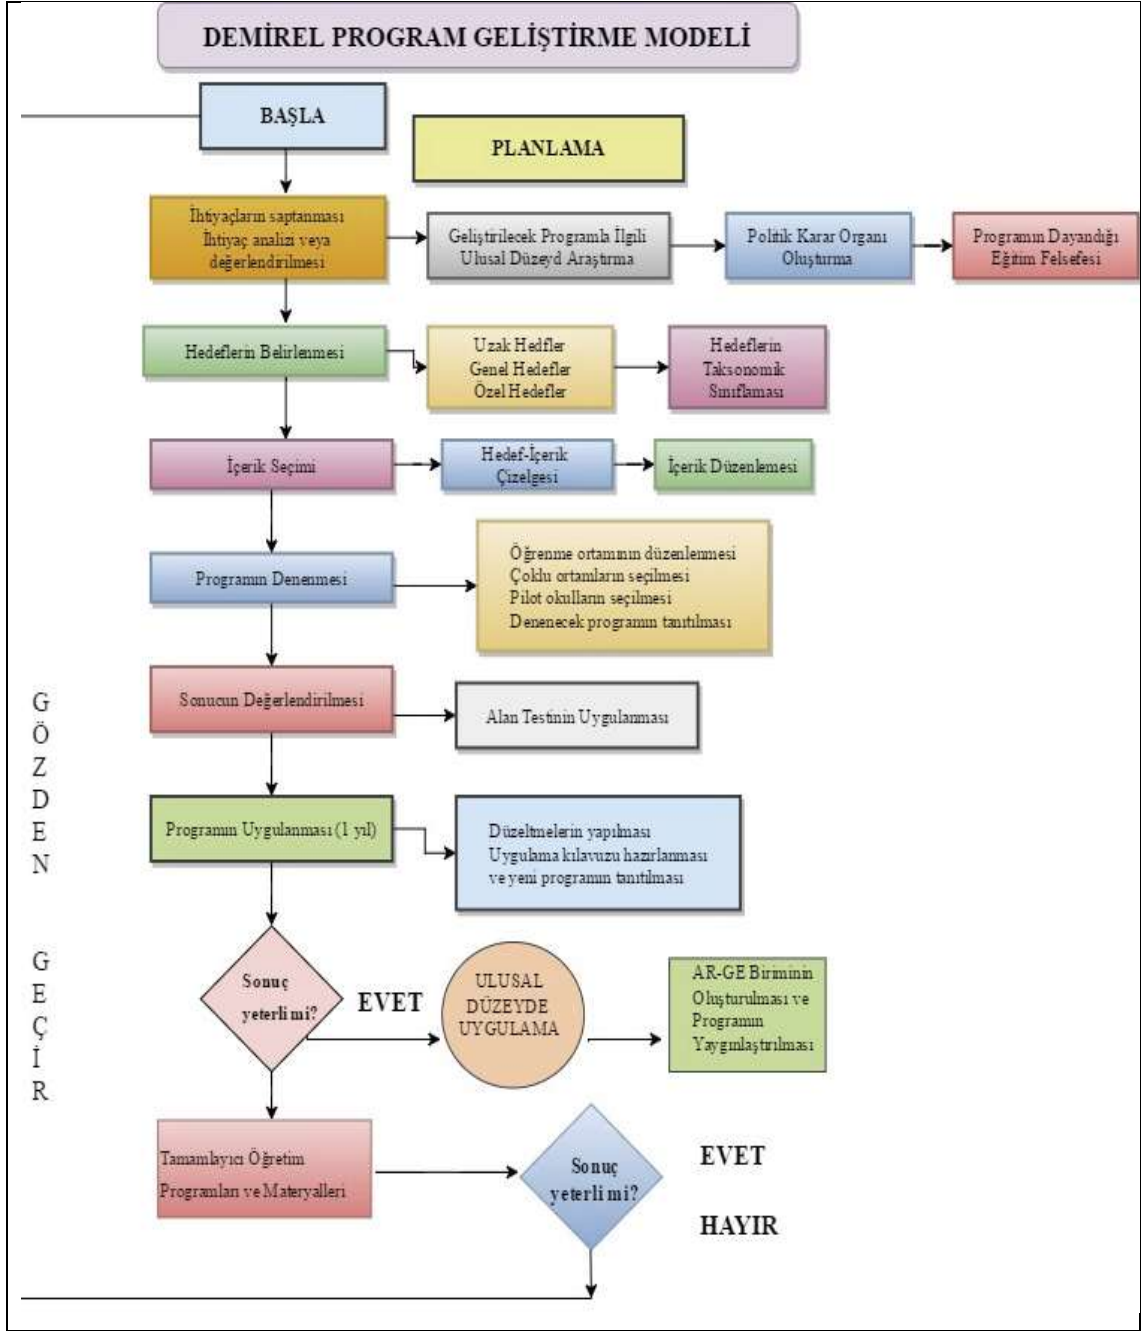 DEMİREL PROGRAM GELİŞTİRME MODELİ
BAŞLA
PLANLAMA
İhtiyaçların saptanması
İhtiyaç analizi veya
değerlendirilmesi
Geliştirilecek Programla İlgili
Ulusal Düzeyd Araştırma
Politik Karar Organı
Oluşturma
Programın Dayandığı
Eğitim Felsefesi
Hedeflerin Belirlenmesi
Uzak Hedfler
Genel Hedefler
Özel Hedefler
Hedeflerin
Taksonomik
Sınıflaması
İçerik Seçimi
Hedef-İçerik
Çizelgesi
İçerik Düzenlemesi
Programın Denenmesi
Öğrenme ortamının düzenlenmesi
Çoklu ortamların seçilmesi
Pilot okulların seçilmesi
Denenecek programın tanıtılması
Sonucun Değerlendirilmesi
Alan Testinin Uygulanması
Programın Uygulanması (1 yıl)
Düzeltmelerin yapılması
Uygulama kılavuzu hazırlanması
ve yeni programın tanıtılması
Sonuç
yeterli mi?
EVET
ULUSAL
DÜZEYDE
UYGULAMA
AR-GE Biriminin
Oluşturulması ve
Programın
Yaygınlaştırılması
Tamamlayıcı Öğretim
Programları ve Materyalleri
Sonuç
yeterli mi?
EVET
HAYIR
G
Ö
Z
D
E
N
G
E
Ç
İ
R